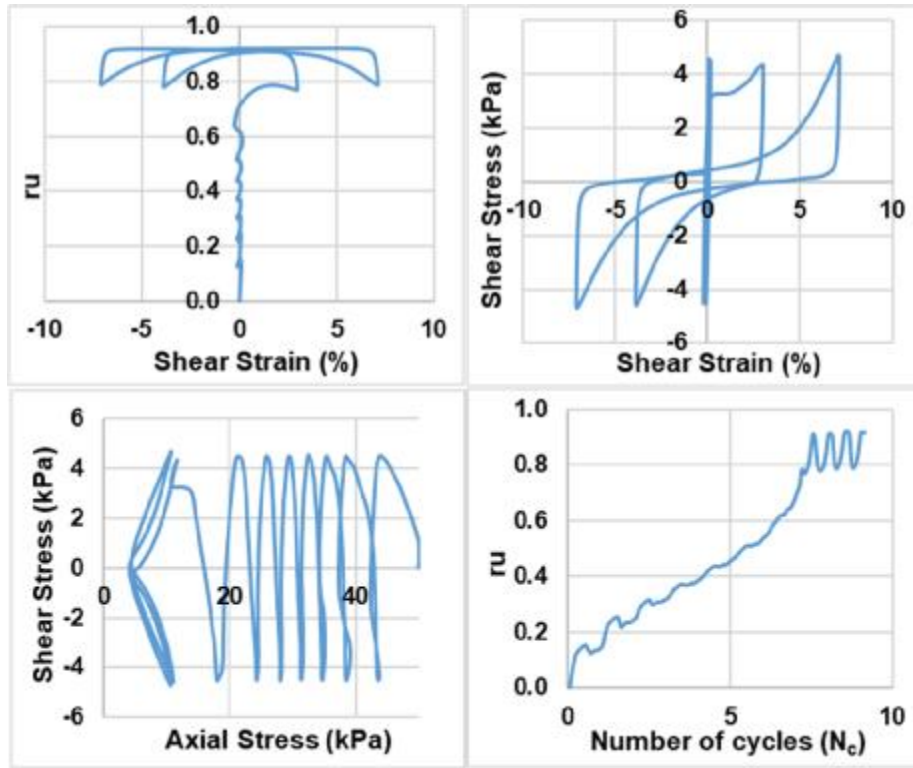 1.0
0.8
0.6
0.4
0.2
0.0
ru
-10 -5 0 5 10
Shear Strain (%)
6
4
2
0
-2
-4
-6
Shear Stress (kPa)
-10 -5 0 5 10
Shear Strain (%)
6
4
2
0
-2
-4
-6
Shear Stress (kPa)
0 20 40
Axial Stress (kPa)
1.0
0.8
0.6
0.4
0.2
0.0
ru
0 5 10
Number of cycles (Nc)